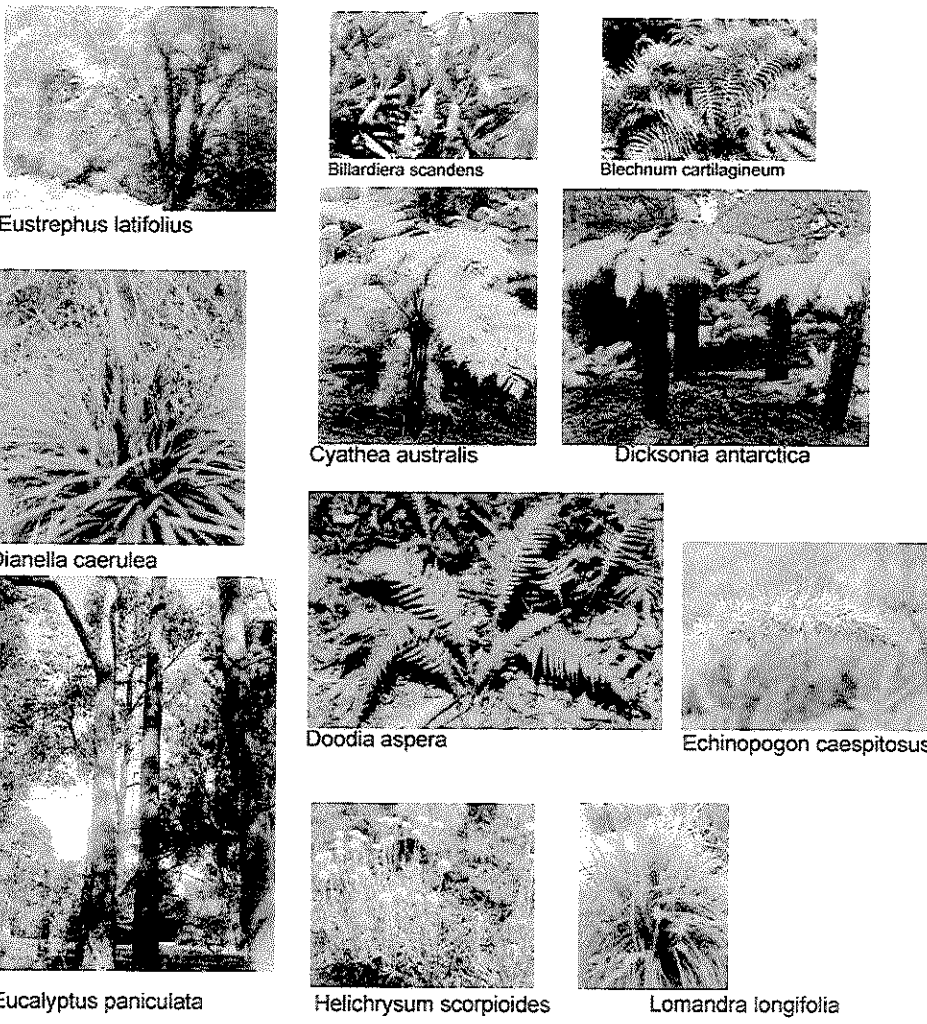 Billardiera scandens
Blechnum cartilagineum
Eustrephus latifolius
Cyathea australis
Dicksonia antarctica
Dianella caerulea
Doodia aspera
Echinopogon caespitosus
Eucalyptus paniculata
Helichrysum scorpioides
Lomandra longifolia